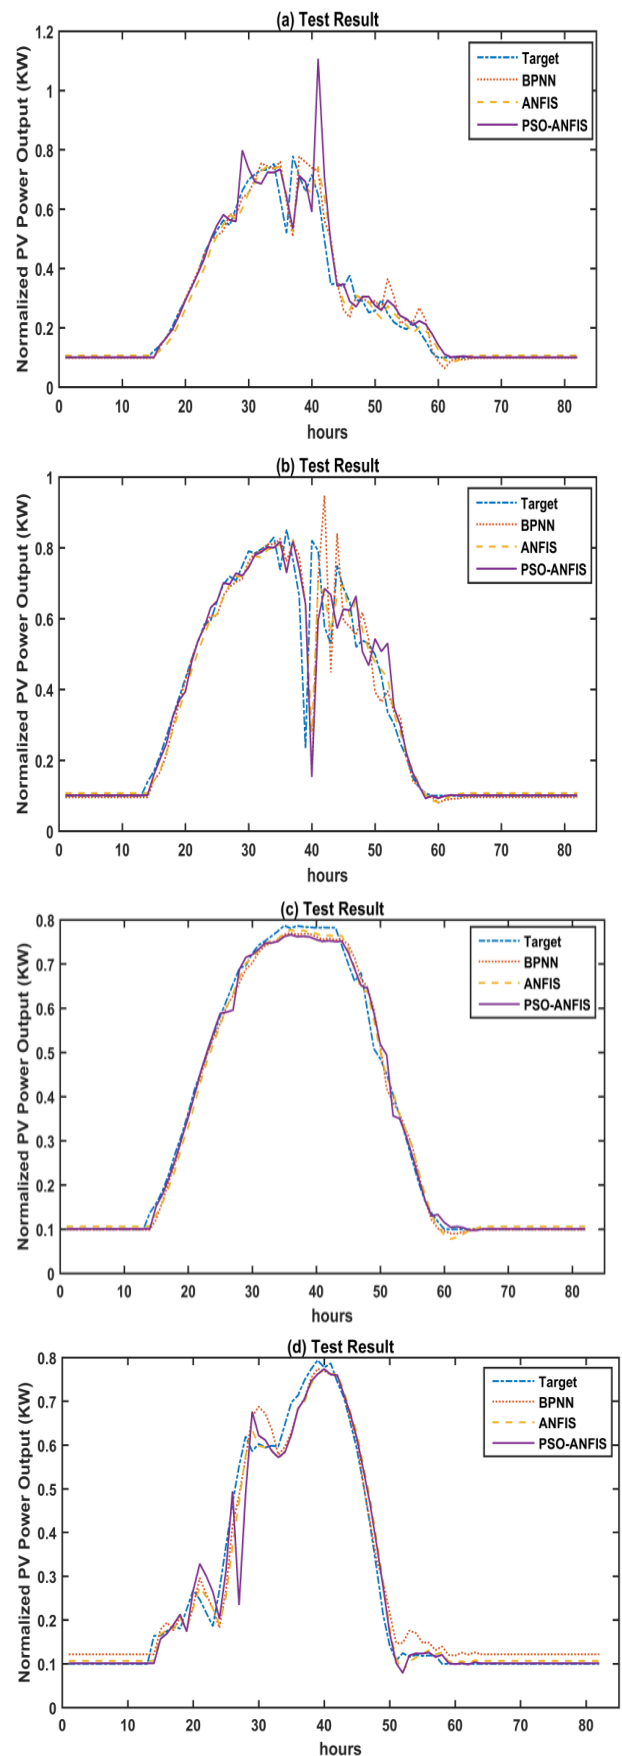 (a) Test Result
Normalized PV Power Output (KW)
1.2
1
0.8
0.6
0.4
0.2
0
Target
BPNN
ANFIS
PSO-ANFIS
0 10 20 30 40 50 60 70 80
hours
(b) Test Result
Normalized PV Power Output (KW)
1
0.8
0.6
0.4
0.2
0
Target
BPNN
ANFIS
PSO-ANFIS
0 10 20 30 40 50 60 70 80
hours
(c) Test Result
Normalized PV Power Output (KW)
0.8
0.7
0.6
0.5
0.4
0.3
0.2
0.1
0
Target
BPNN
ANFIS
PSO-ANFIS
0 10 20 30 40 50 60 70 80
hours
(d) Test Result
Normalized PV Power Output (KW)
0.8
0.7
0.6
0.5
0.4
0.3
0.2
0.1
0
Target
BPNN
ANFIS
PSO-ANFIS
0 10 20 30 40 50 60 70 80
hours